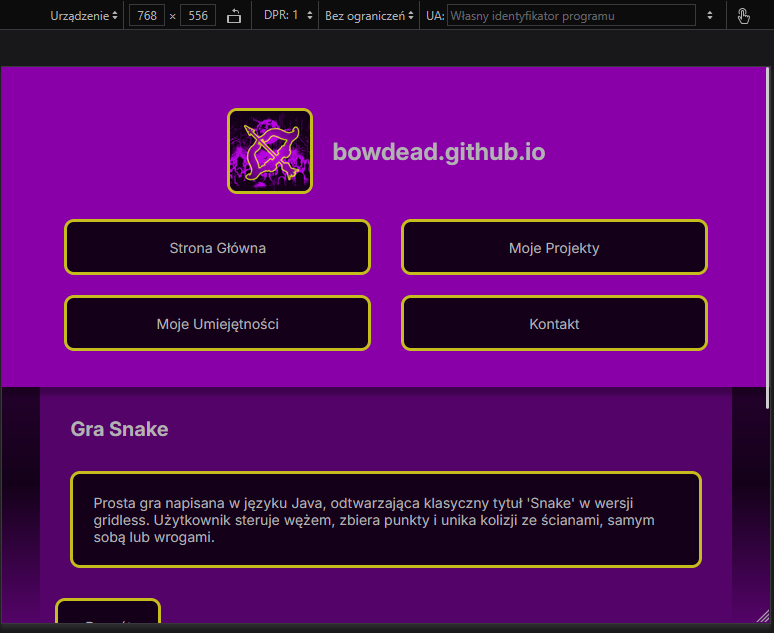 Urządzenie 768 × 556 DPR: 1 Bez ograniczeń UA: Własny identyfikator programu
bowdead.github.io
Strona Główna
Moje Projekty
Moje Umiejętności
Kontakt
Gra Snake
Prosta gra napisana w języku Java, odtwarzająca klasyczny tytuł 'Snake' w wersji
gridless. Użytkownik steruje wężem, zbiera punkty i unika kolizji ze ścianami, samym
sobą lub wrogami.